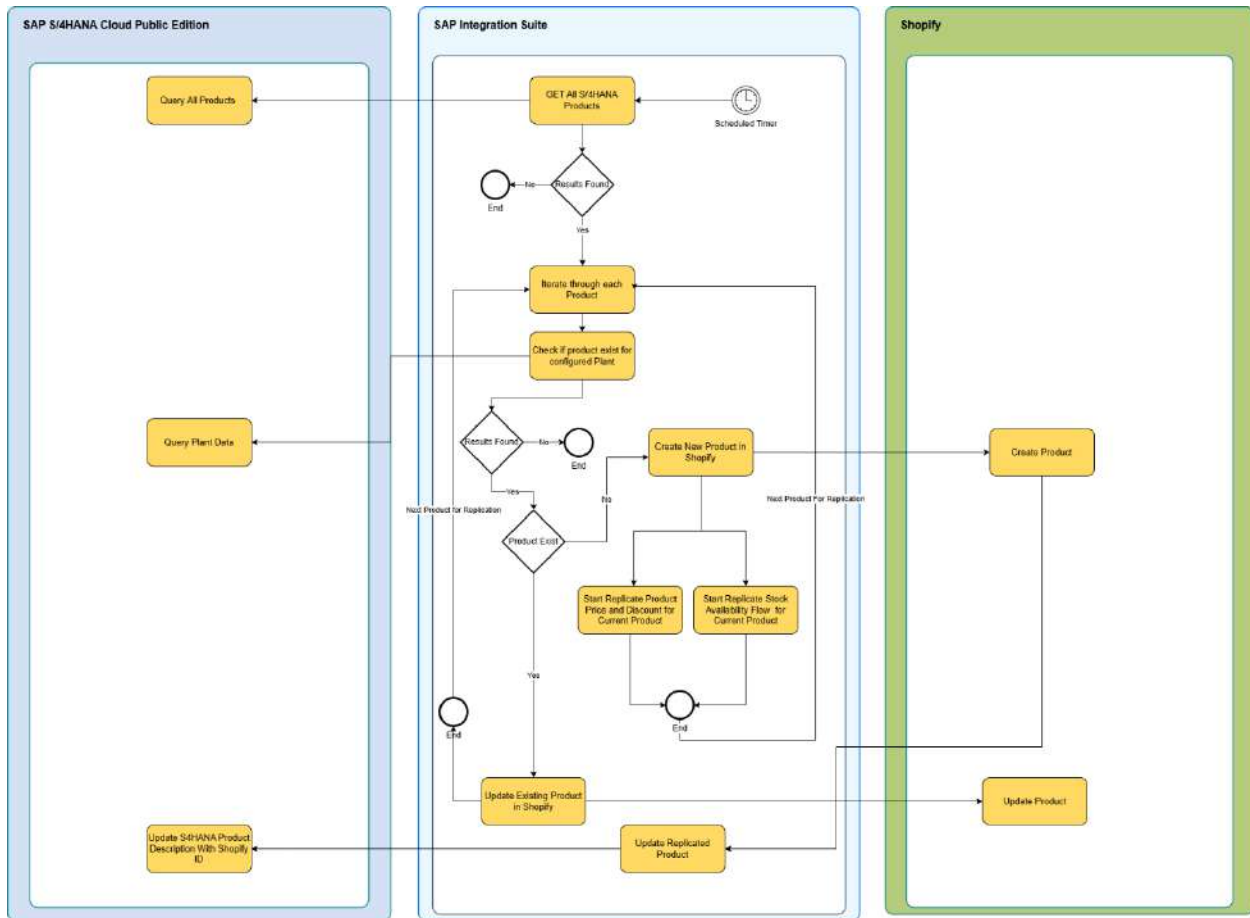 SAP S/4HANA Cloud Public Edition
SAP Integration Suite
Shopify
Query All Products
GET All S/4HANA
Products
Scheduled Timer
Results Found
No
End
Yes
Iterate through each
Product
Check if product exist for
configured Plant
Query Plant Data
Results Found
No
End
Create New Product in
Shopify
Create Product
Yes
No
Next Product for Replication
Next Product For Replication
Product Exist
Start Replicate Product
Price and Discount for
Current Product
Start Replicate Stock
Availability Flow for
Current Product
Yes
End
End
Update Existing Product
in Shopify
Update Product
Update S4HANA Product
Description With Shopify
ID
Update Replicated
Product